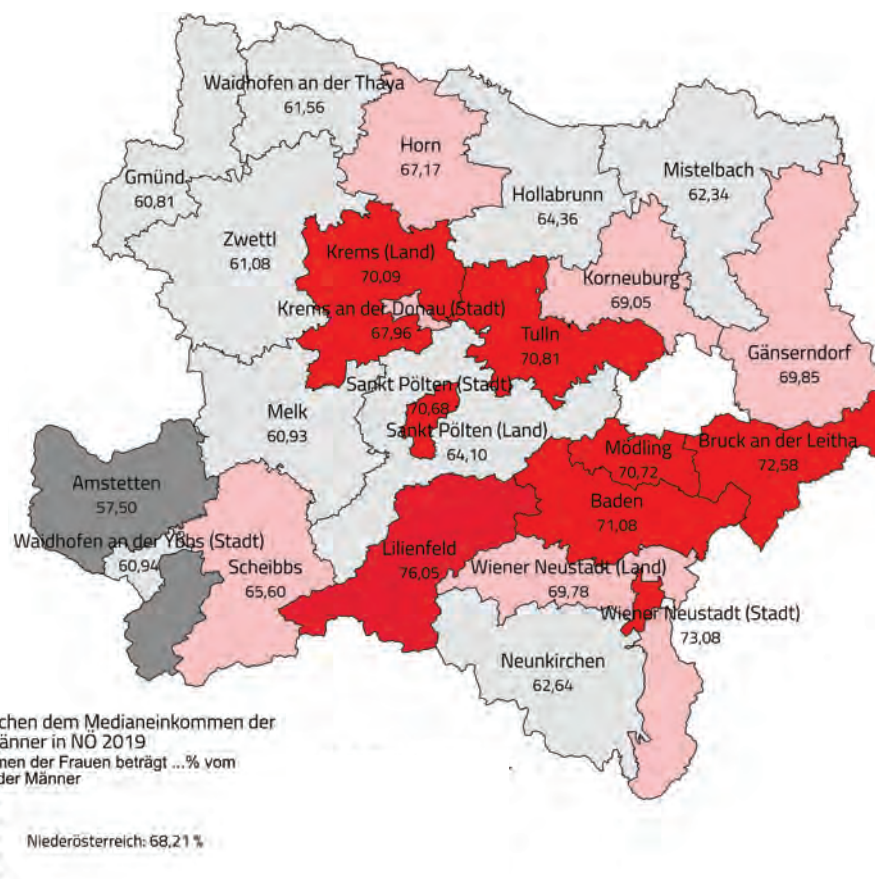 Waidhofen an der Thaya
61,56
Horn
67,17
Gmünd
60,81
Hollabrunn
64,36
Mistelbach
62,34
Zwettl
61,08
Krems (Land)
70,09
Korneuburg
69,05
Krems an der Donau (Stadt)
67,96
Tulln
70,81
Gänserndorf
69,85
Sankt Pölten (Stadt)
70,68
Melk
60,93
Sankt Pölten (Land)
64,10
Mödling
70,72
Bruck an der Leitha
72,58
Amstetten
57,50
Baden
71,08
Waidhofen an der Ybbs (Stadt)
60,94
Scheibbs
65,60
Lilienfeld
76,05
Wiener Neustadt (Land)
69,78
Wiener Neustadt (Stadt)
73,08
Neunkirchen
62,64
chen dem Medianeinkommen der
änner in NÖ 2019
men der Frauen beträgt ...% vom
der Männer
Niederösterreich: 68,21 %